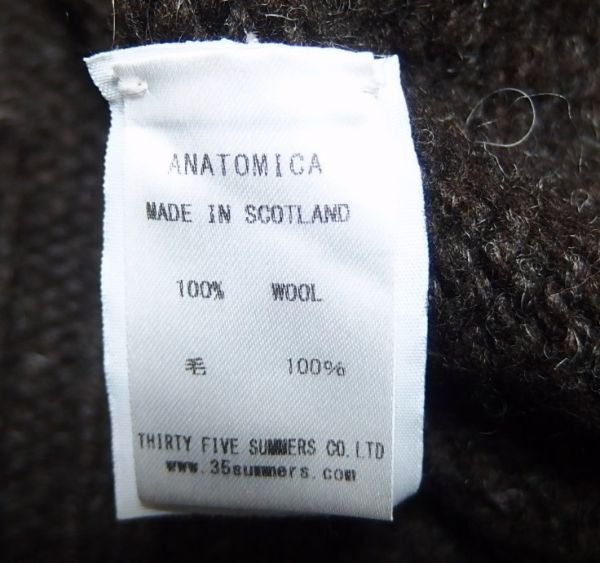 ANATOMICA
MADE IN SCOTLAND
100% WOOL
毛 100%
THIRTY FIVE SUMMERS CO.LTD
www.35summers.com